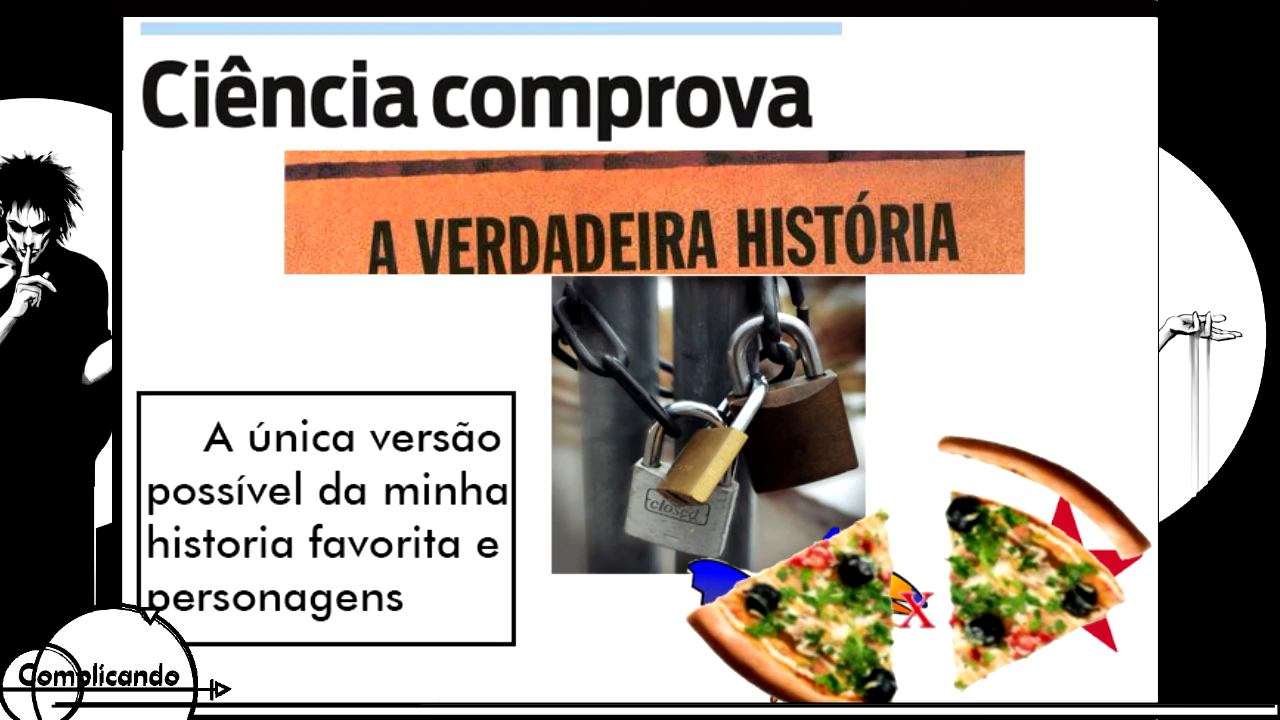 Ciência comprova
A VERDADEIRA HISTÓRIA
closed
A única versão
possível da minha
historia favorita e
personagens
X
Complicando